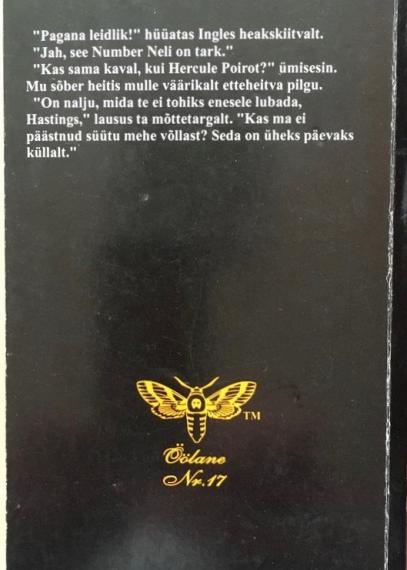 "Pagana leidlik!" hüüatas Ingles heakskiitvalt.
"Jah, see Number Neli on tark."
"Kas sama kaval, kui Hercule Poirot?" ümisesin.
Mu sõber heitis mulle väärikalt etteheitva pilgu.
"On nalju, mida te ei tohiks enesele lubada,
Hastings," lausus ta mõttetargalt. "Kas ma ei
päästnud süütu mehe võllast? Seda on üheks päevaks
küllalt."
TM
Öölane
Nr.17